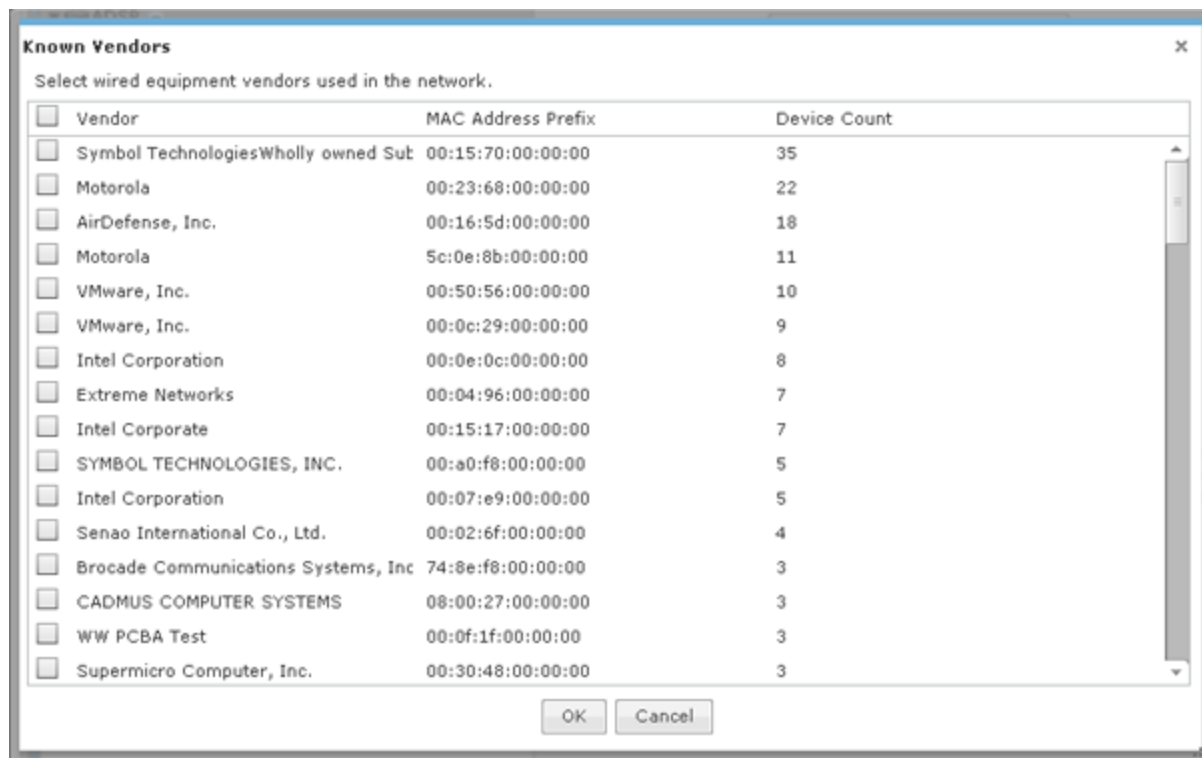 Known Vendors
Select wired equipment vendors used in the network.
Vendor MAC Address Prefix Device Count
Symbol TechnologiesWholly owned Sub 00:15:70:00:00:00 35
Motorola 00:23:68:00:00:00 22
AirDefense, Inc. 00:16:5d:00:00:00 18
Motorola 5c:0e:8b:00:00:00 11
VMware, Inc. 00:50:56:00:00:00 10
VMware, Inc. 00:0c:29:00:00:00 9
Intel Corporation 00:0e:0c:00:00:00 8
Extreme Networks 00:04:96:00:00:00 7
Intel Corporate 00:15:17:00:00:00 7
SYMBOL TECHNOLOGIES, INC. 00:a0:f8:00:00:00 5
Intel Corporation 00:07:e9:00:00:00 5
Senao International Co., Ltd. 00:02:6f:00:00:00 4
Brocade Communications Systems, Inc 74:8e:f8:00:00:00 3
CADMUS COMPUTER SYSTEMS 08:00:27:00:00:00 3
WW PCBA Test 00:0f:1f:00:00:00 3
Supermicro Computer, Inc. 00:30:48:00:00:00 3
OK Cancel